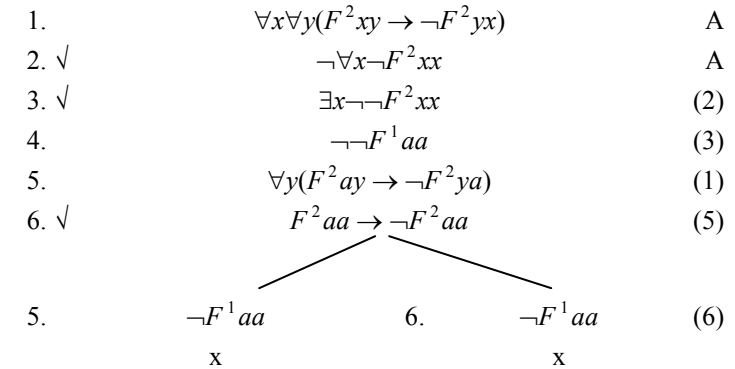 1. ∀x∀y(F²xy → ¬F²yx) A
2. √ ¬∀x¬F²xx A
3. √ ∃x¬¬F²xx (2)
4. ¬¬F¹aa (3)
5. ∀y(F²ay → ¬F²ya) (1)
6. √ F²aa → ¬F²aa (5)
5. ¬F¹aa 6. ¬F¹aa (6)
x x